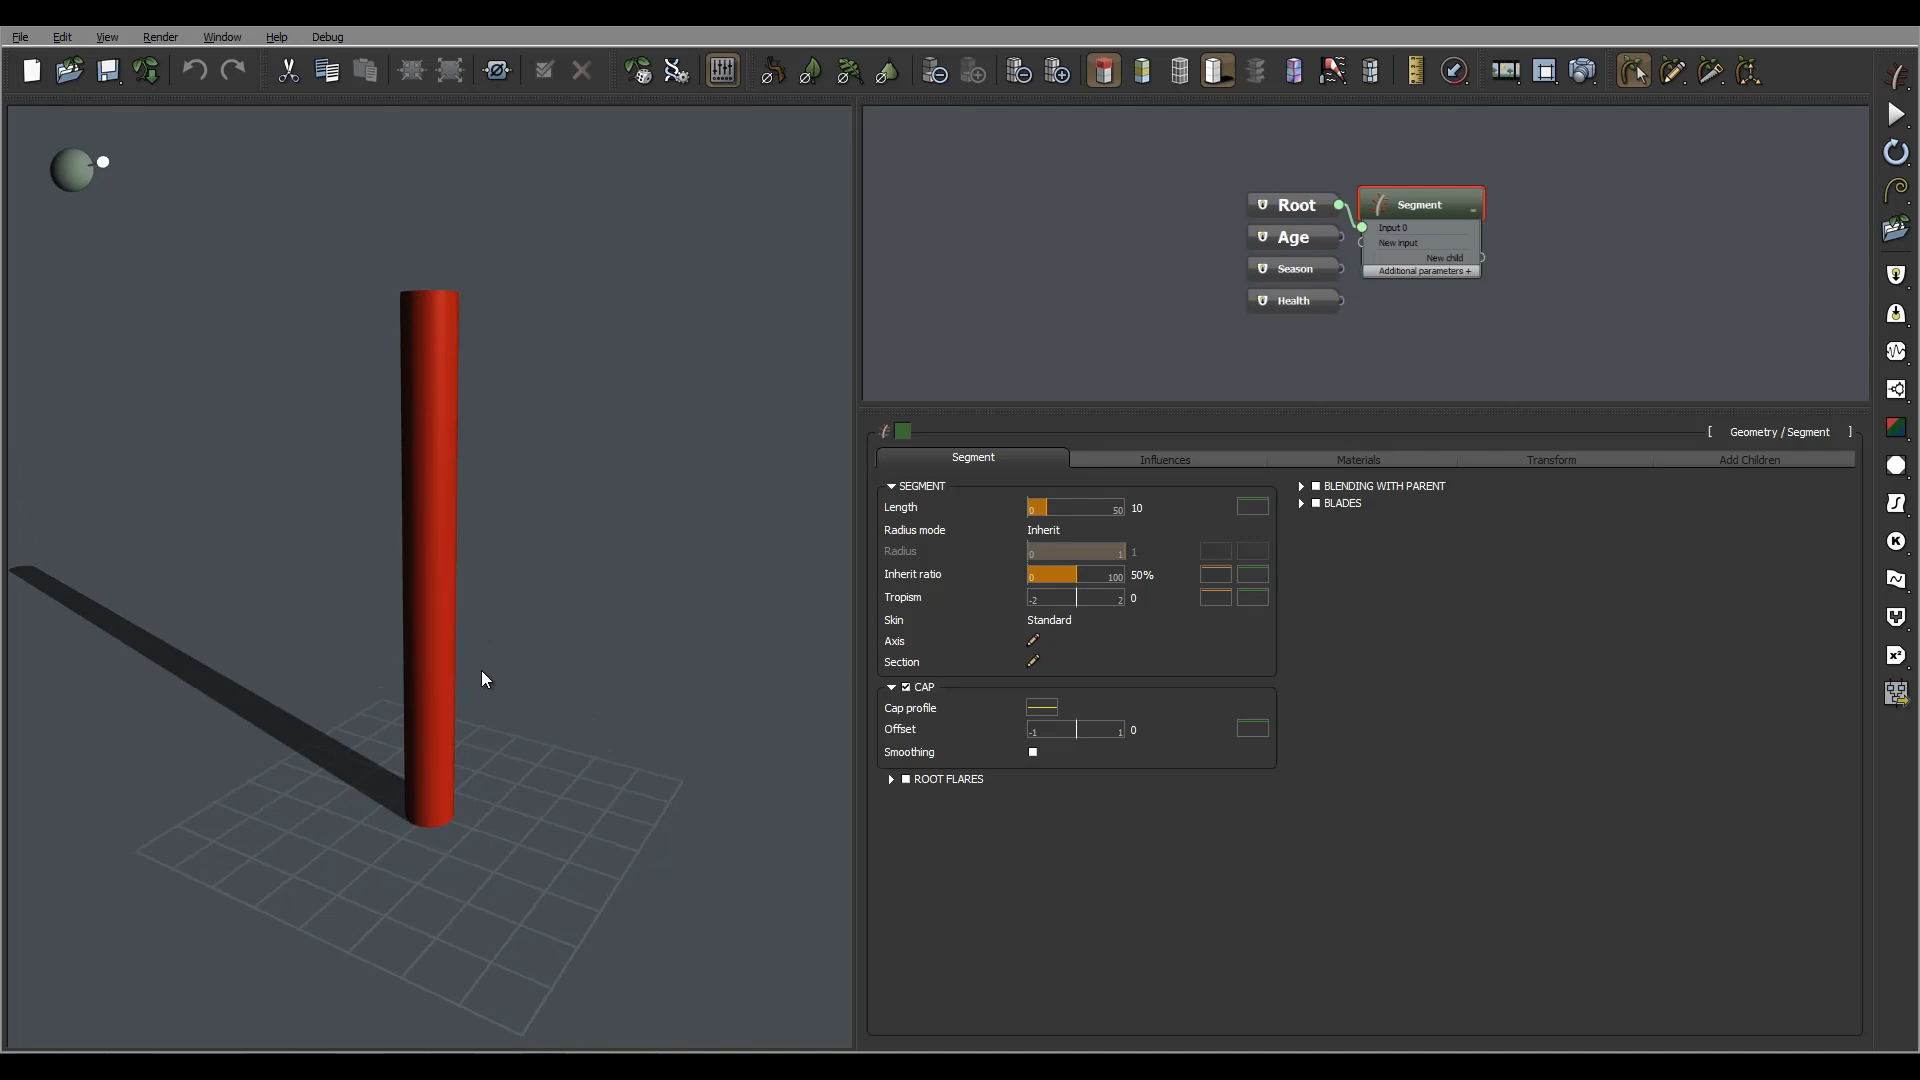 File Edit View Render Window Help Debug
Root
Age
Season
Health
Segment
Input 0
New input
New child
Additional parameters +
[ Geometry / Segment ]
Segment Influences Materials Transform Add Children
SEGMENT
Length 0 50 10
Radius mode Inherit
Radius 0 1 1
Inherit ratio 0 100 50%
Tropism -2 2 0
Skin Standard
Axis
Section
CAP
Cap profile
Offset -1 1 0
Smoothing
ROOT FLARES
BLENDING WITH PARENT
BLADES
K
x²